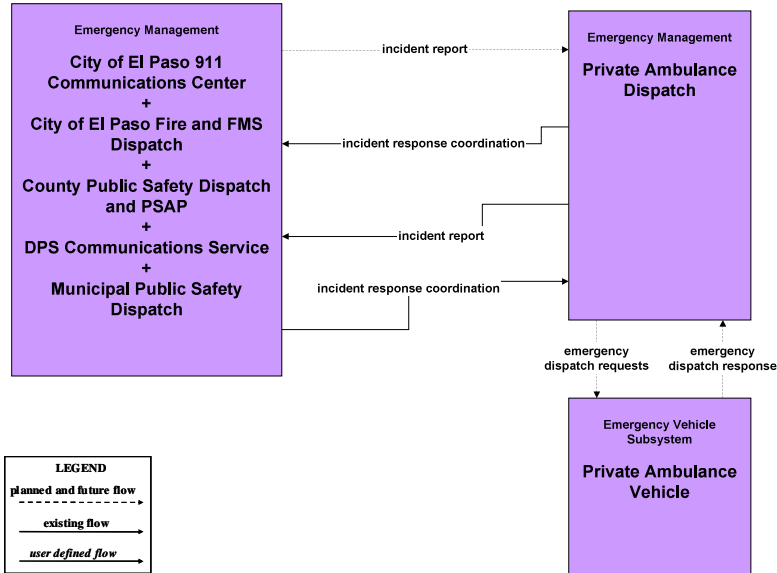 Emergency Management
City of El Paso 911
Communications Center
+
City of El Paso Fire and FMS
Dispatch
+
County Public Safety Dispatch
and PSAP
+
DPS Communications Service
+
Municipal Public Safety
Dispatch
incident report
incident response coordination
incident report
incident response coordination
Emergency Management
Private Ambulance
Dispatch
emergency
dispatch requests
emergency
dispatch response
Emergency Vehicle
Subsystem
Private Ambulance
Vehicle
LEGEND
planned and future flow
existing flow
user defined flow